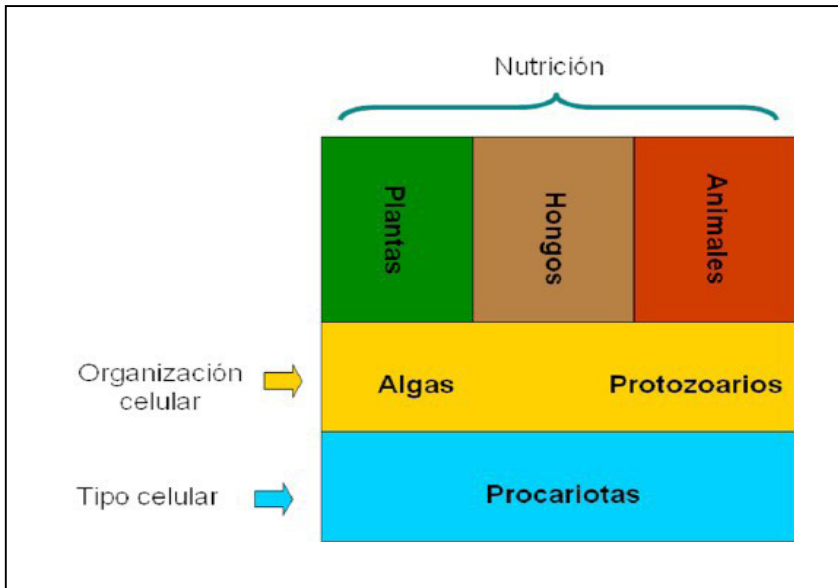 Nutrición
Plantas
Hongos
Animales
Organización
celular
Algas
Protozoarios
Tipo celular
Procariotas